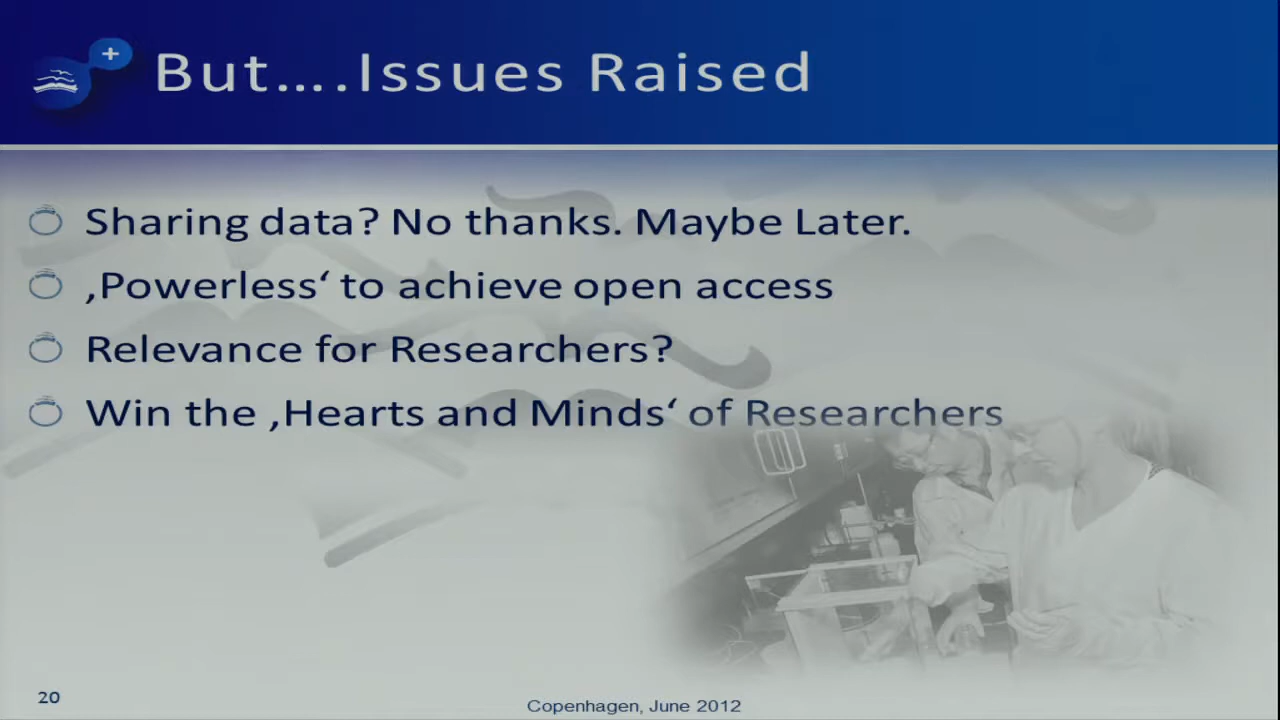 But….Issues Raised
Sharing data? No thanks. Maybe Later.
‚Powerless‘ to achieve open access
Relevance for Researchers?
Win the ‚Hearts and Minds‘ of Researchers
20
Copenhagen, June 2012